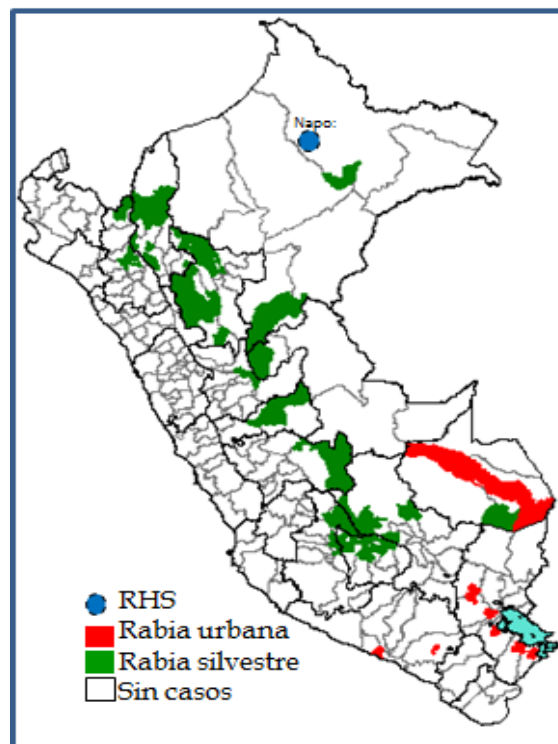 Napo:
RHS
Rabia urbana
Rabia silvestre
Sin casos